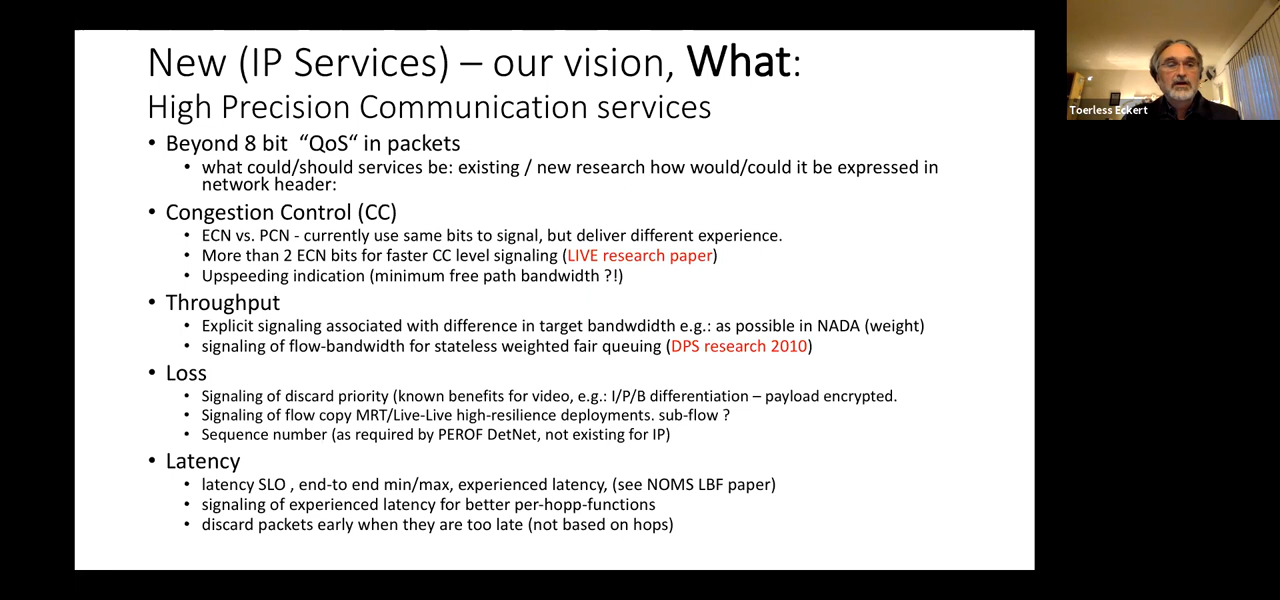 New (IP Services) – our vision, What:
High Precision Communication services
• Beyond 8 bit “QoS“ in packets
• what could/should services be: existing / new research how would/could it be expressed in
network header:
• Congestion Control (CC)
• ECN vs. PCN - currently use same bits to signal, but deliver different experience.
• More than 2 ECN bits for faster CC level signaling (LIVE research paper)
• Upspeeding indication (minimum free path bandwidth ?!)
• Throughput
• Explicit signaling associated with difference in target bandwdidth e.g.: as possible in NADA (weight)
• signaling of flow-bandwidth for stateless weighted fair queuing (DPS research 2010)
• Loss
• Signaling of discard priority (known benefits for video, e.g.: I/P/B differentiation – payload encrypted.
• Signaling of flow copy MRT/Live-Live high-resilience deployments. sub-flow ?
• Sequence number (as required by PEROF DetNet, not existing for IP)
• Latency
• latency SLO , end-to end min/max, experienced latency, (see NOMS LBF paper)
• signaling of experienced latency for better per-hopp-functions
• discard packets early when they are too late (not based on hops)
Toerless Eckert